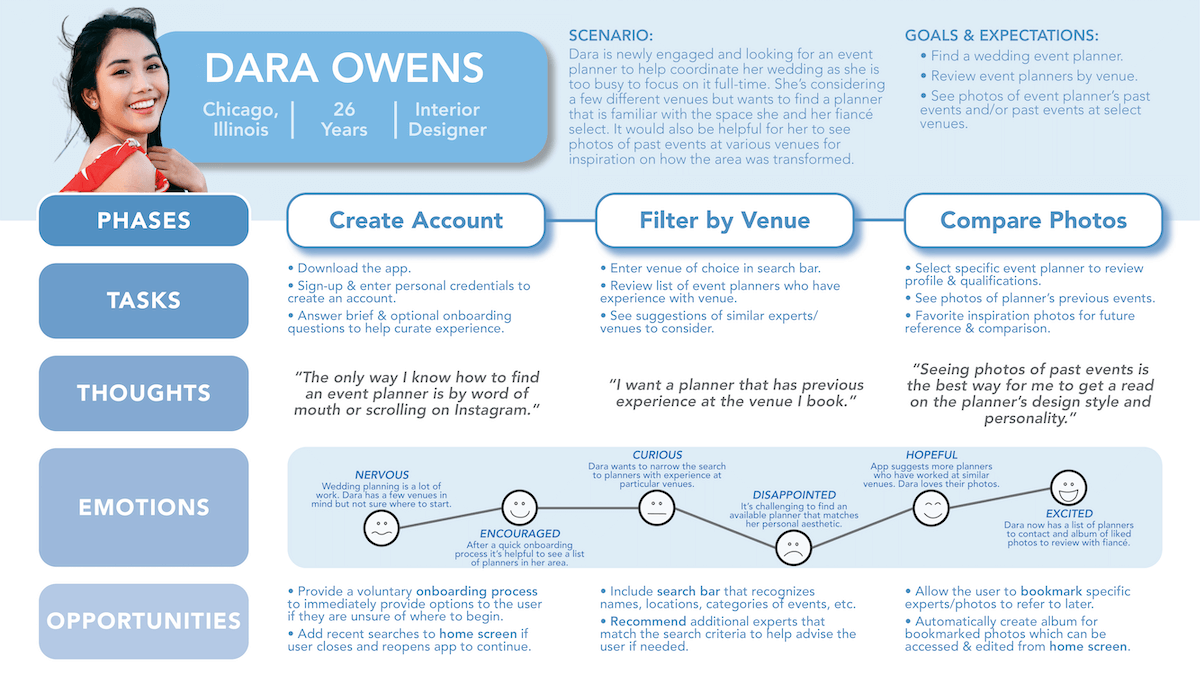 DARA OWENS
Chicago,
Illinois
26
Years
Interior
Designer
SCENARIO:
Dara is newly engaged and looking for an event
planner to help coordinate her wedding as she is
too busy to focus on it full-time. She's considering
a few different venues but wants to find a planner
that is familiar with the space she and her fiancé
select. It would also be helpful for her to see
photos of past events at various venues for
inspiration on how the area was transformed.
GOALS & EXPECTATIONS:
• Find a wedding event planner.
• Review event planners by venue.
• See photos of event planner's past
events and/or past events at select
venues.
PHASES
Create Account
Filter by Venue
Compare Photos
TASKS
• Download the app.
• Sign-up & enter personal credentials to
create an account.
• Answer brief & optional onboarding
questions to help curate experience.
• Enter venue of choice in search bar.
• Review list of event planners who have
experience with venue.
• See suggestions of similar experts/
venues to consider.
• Select specific event planner to review
profile & qualifications.
• See photos of planner's previous events.
• Favorite inspiration photos for future
reference & comparison.
THOUGHTS
"The only way I know how to find
an event planner is by word of
mouth or scrolling on Instagram."
"I want a planner that has previous
experience at the venue I book."
"Seeing photos of past events is
the best way for me to get a read
on the planner's design style and
personality."
EMOTIONS
NERVOUS
Wedding planning is a lot of
work. Dara has a few venues in
mind but not sure where to start.
ENCOURAGED
After a quick onboarding
process it's helpful to see a list
of planners in her area.
CURIOUS
Dara wants to narrow the search
to planners with experience at
particular venues.
DISAPPOINTED
It's challenging to find an
available planner that matches
her personal aesthetic.
HOPEFUL
App suggests more planners
who have worked at similar
venues. Dara loves their photos.
EXCITED
Dara now has a list of planners
to contact and album of liked
photos to review with fiancé.
OPPORTUNITIES
• Provide a voluntary onboarding process
to immediately provide options to the user
if they are unsure of where to begin.
• Add recent searches to home screen if
user closes and reopens app to continue.
• Include search bar that recognizes
names, locations, categories of events, etc.
• Recommend additional experts that
match the search criteria to help advise the
user if needed.
• Allow the user to bookmark specific
experts/photos to refer to later.
• Automatically create album for
bookmarked photos which can be
accessed & edited from home screen.